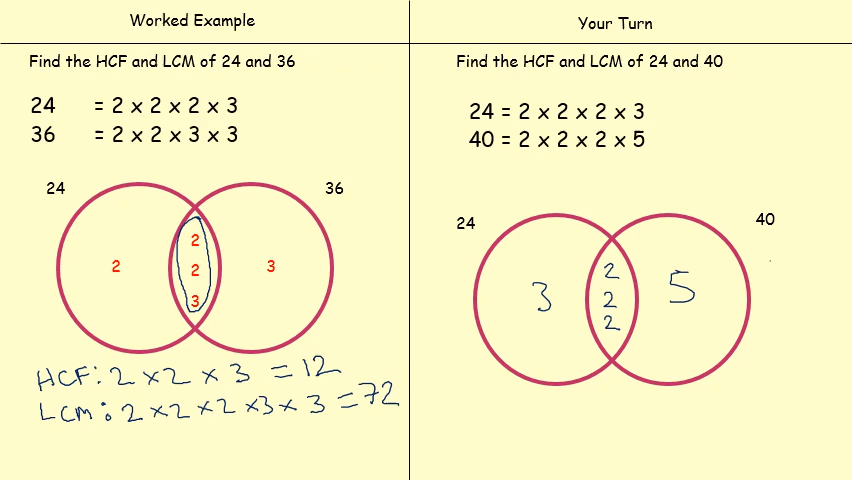 Worked Example
Find the HCF and LCM of 24 and 36
24 = 2 x 2 x 2 x 3
36 = 2 x 2 x 3 x 3
24
36
2
2
2
3
3
HCF: 2 x 2 x 3 = 12
LCM: 2 x 2 x 2 x 3 x 3 = 72
Your Turn
Find the HCF and LCM of 24 and 40
24 = 2 x 2 x 2 x 3
40 = 2 x 2 x 2 x 5
24
40
3
2
2
2
5